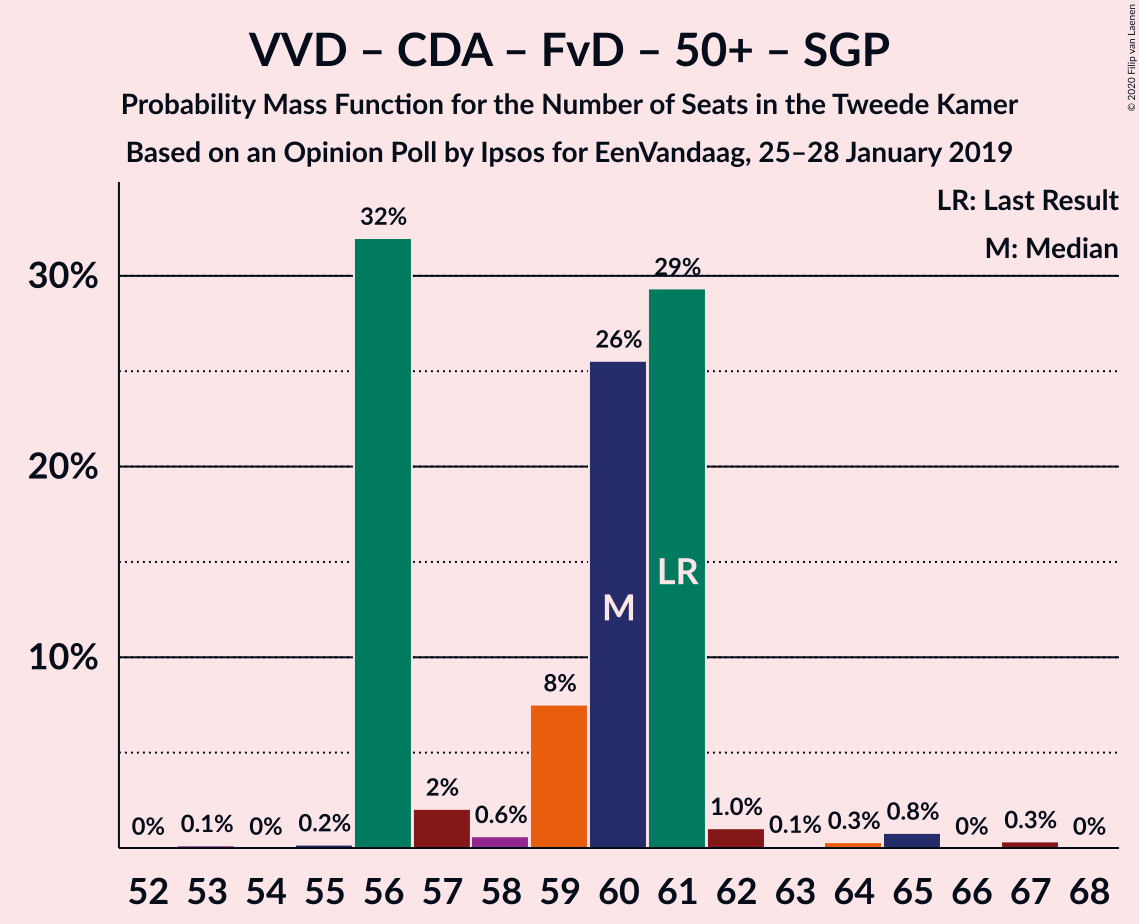 VVD – CDA – FvD – 50+ – SGP
Probability Mass Function for the Number of Seats in the Tweede Kamer
Based on an Opinion Poll by Ipsos for EenVandaag, 25–28 January 2019
© 2020 Filip van Laenen
LR: Last Result
M: Median
30%
20%
10%
0%
0.1%
0%
0.2%
32%
2%
0.6%
8%
26%
29%
1.0%
0.1%
0.3%
0.8%
0%
0.3%
0%
M
LR
52 53 54 55 56 57 58 59 60 61 62 63 64 65 66 67 68